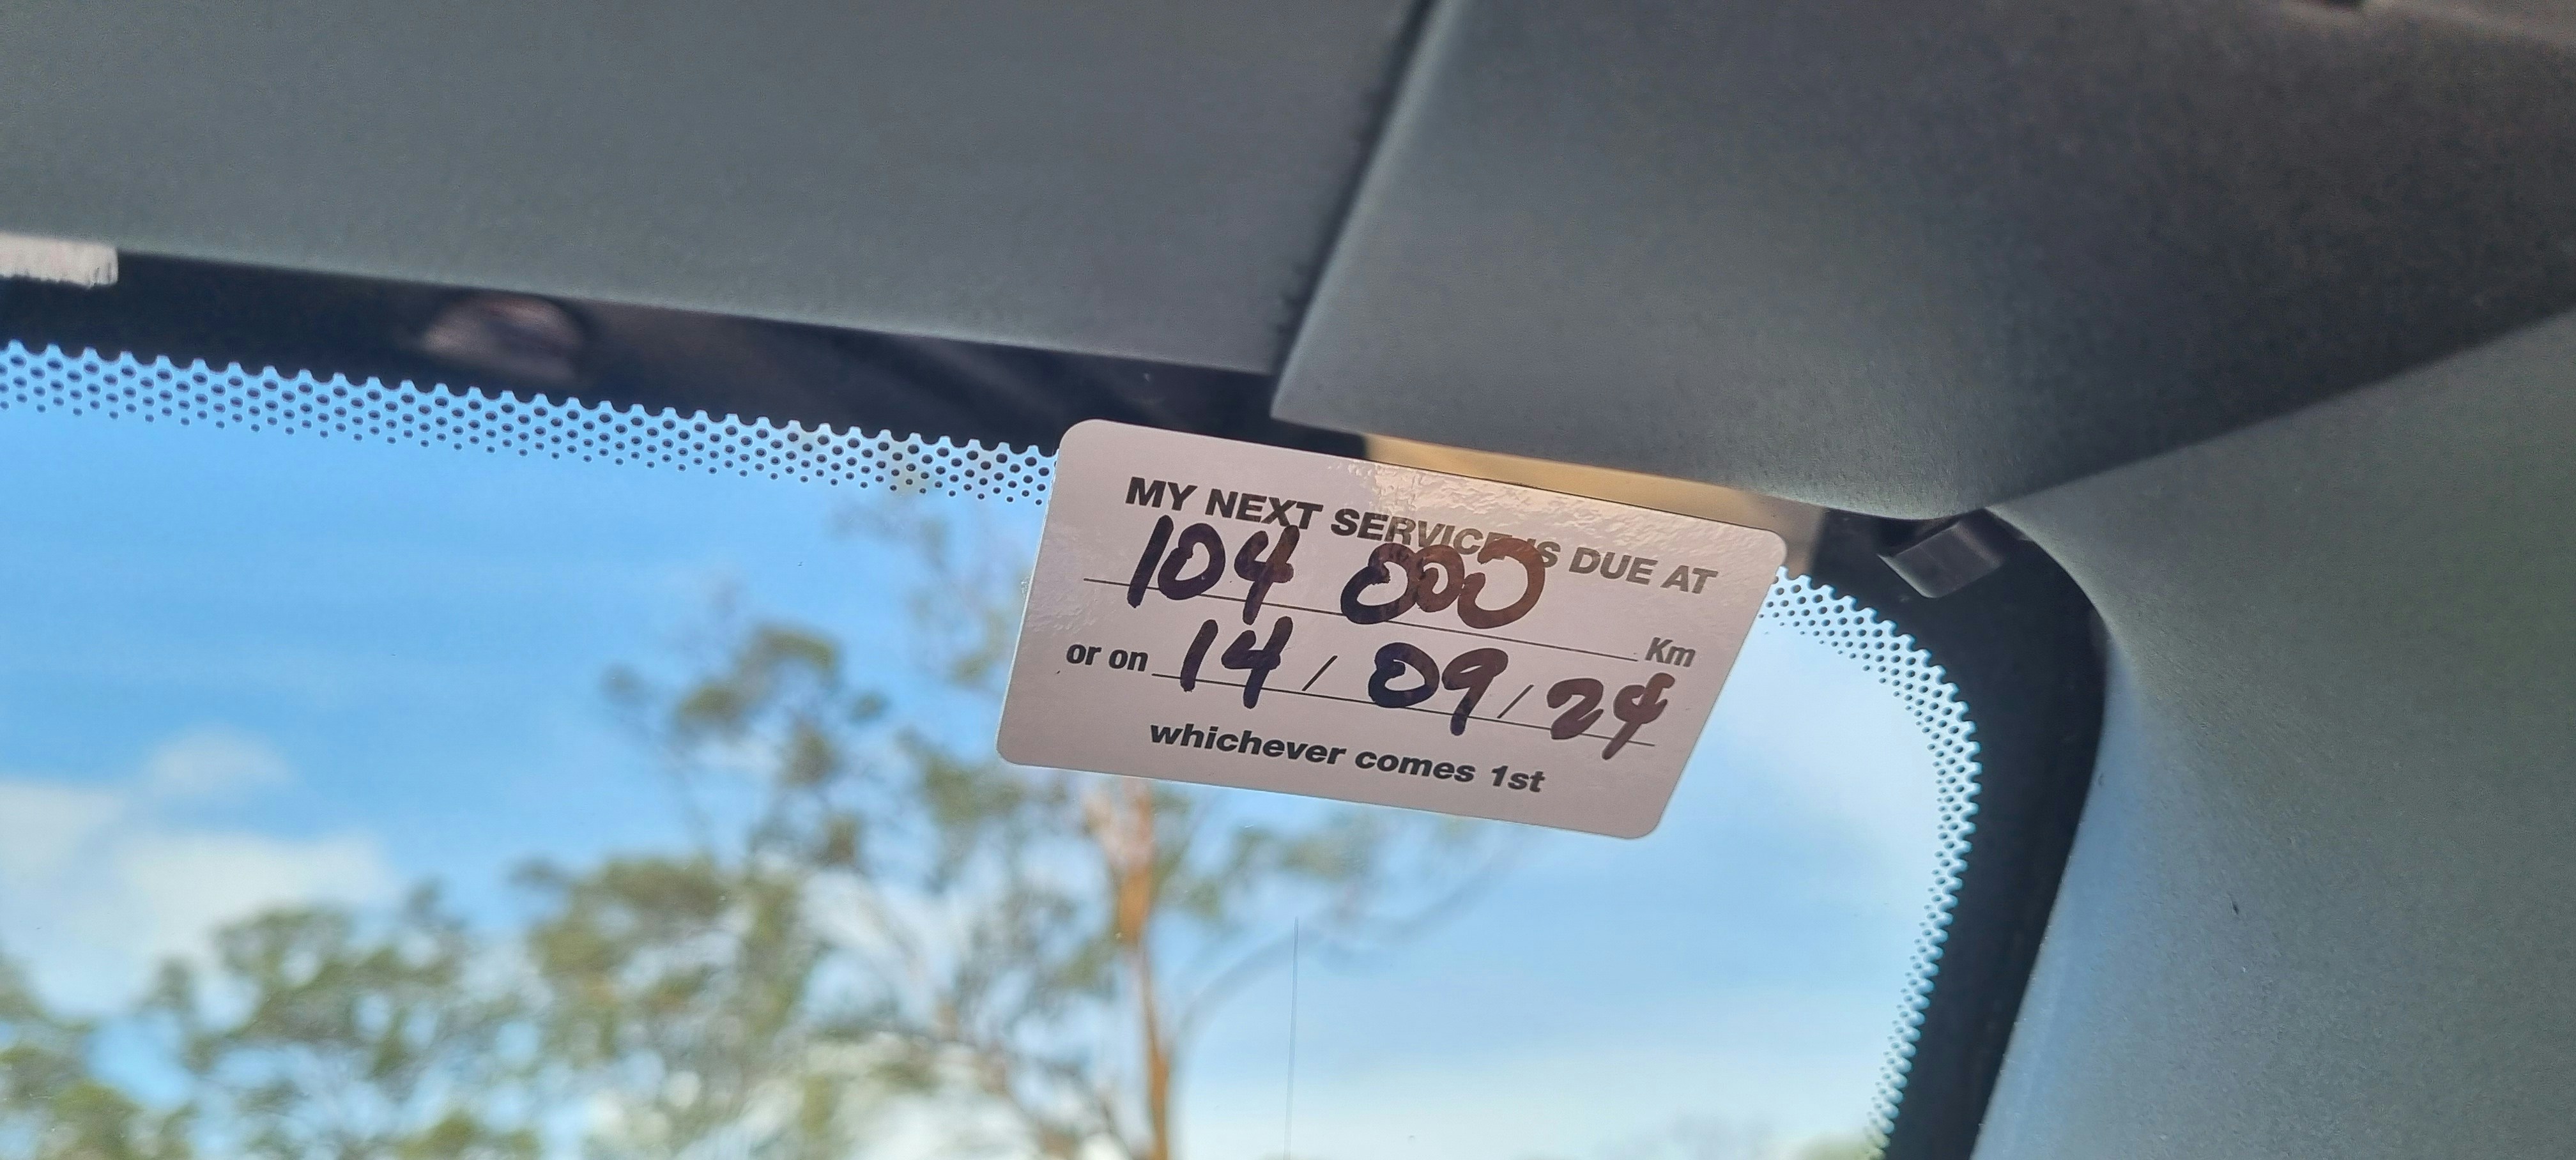 MY NEXT SERVICE IS DUE AT
104 000 Km
or on 14 / 09 / 24
whichever comes 1st